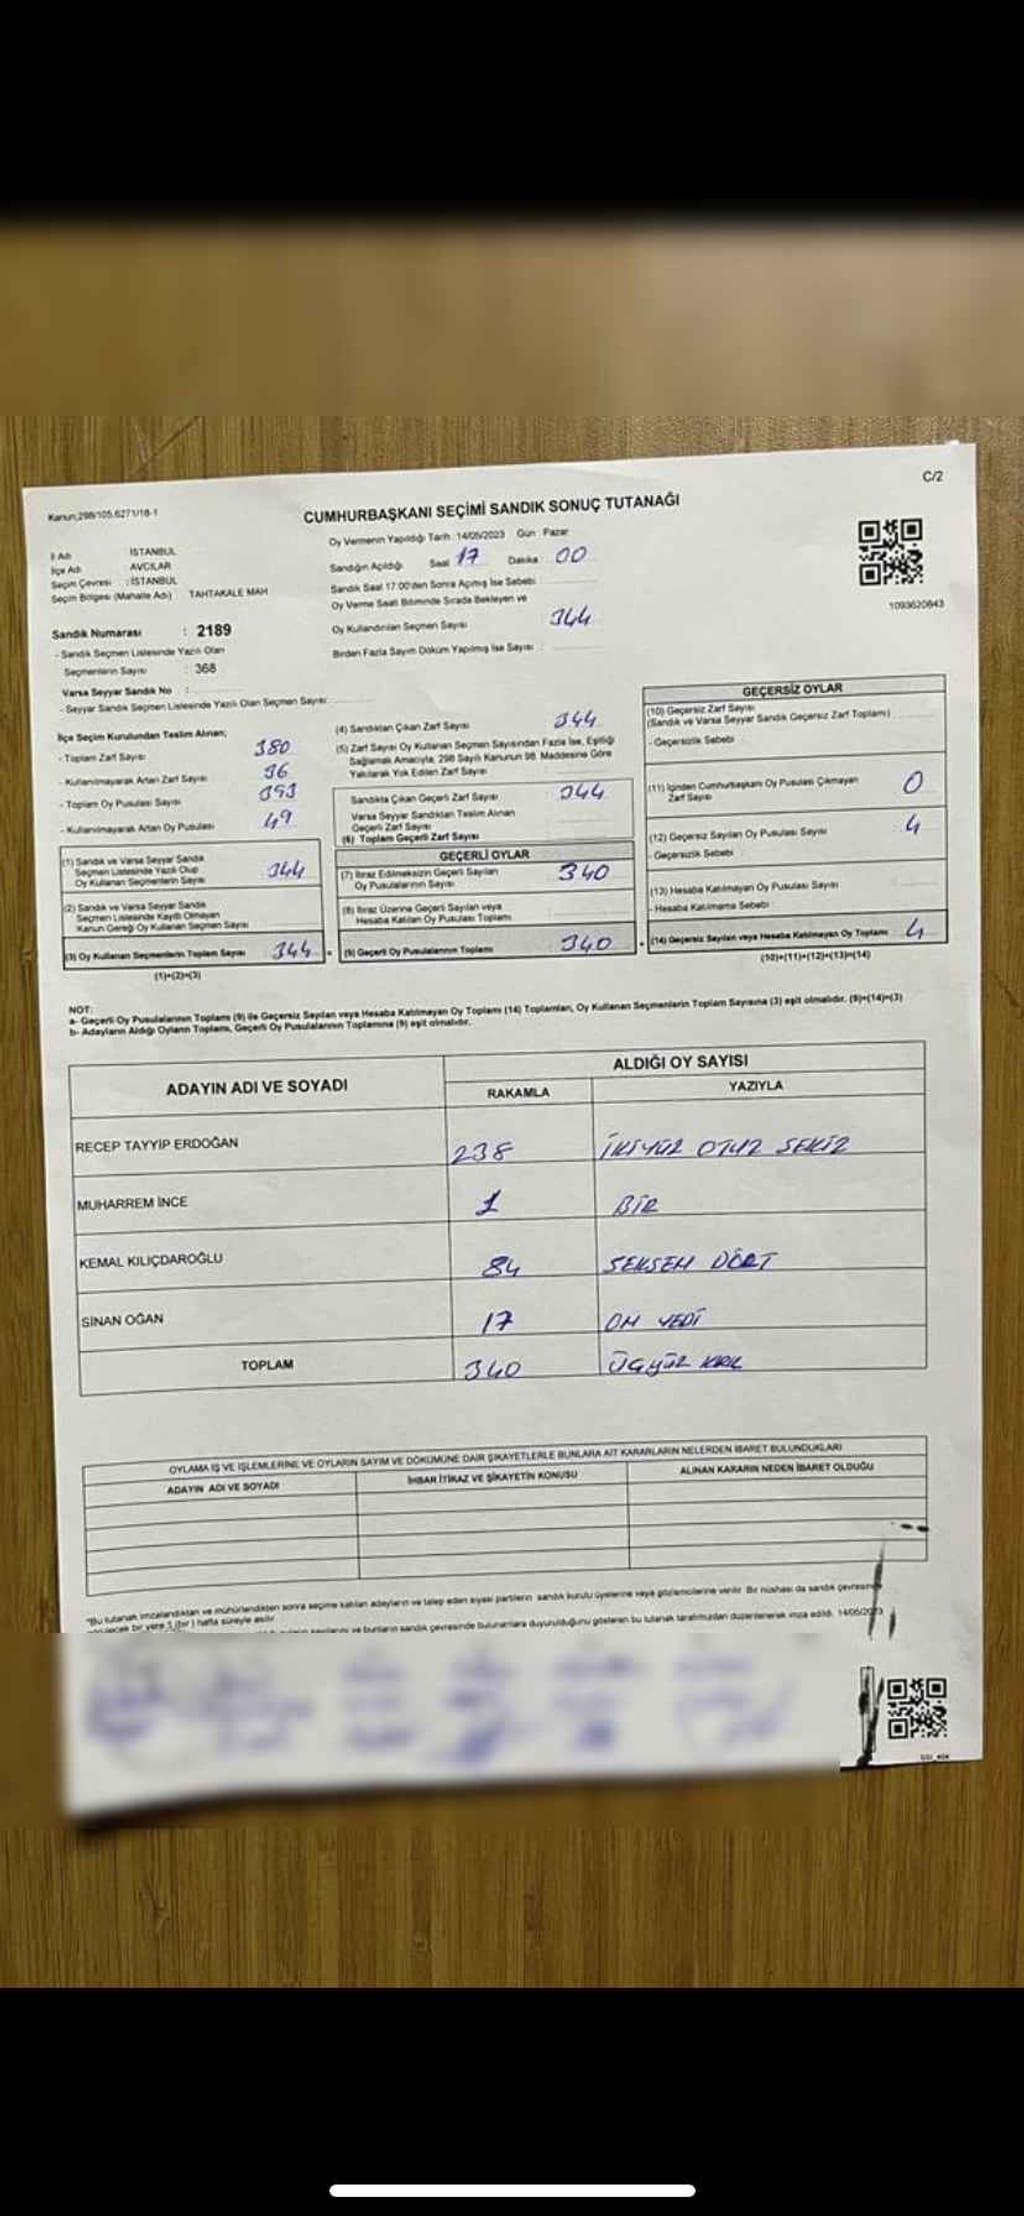 C/2
Kanun,298/105,6271/18-1
CUMHURBAŞKANI SEÇİMİ SANDIK SONUÇ TUTANAĞI
İl Adı İSTANBUL
İlçe Adı AVCILAR
Seçim Çevresi : İSTANBUL
Seçim Bölgesi (Mahalle Adı) TAHTAKALE MAH
Sandık Numarası : 2189
- Sandık Seçmen Listesinde Yazılı Olan
Seçmenlerin Sayısı : 368
Varsa Seyyar Sandık No :
- Seyyar Sandık Seçmen Listesinde Yazılı Olan Seçmen Sayısı:
Oy Vermenin Yapıldığı Tarih :14/05/2023 Gün : Pazar
Sandığın Açıldığı Saat 17 Dakika 00
Sandık Saat 17.00'den Sonra Açılmış İse Sebebi
Oy Verme Saati Bitiminde Sırada Bekleyen ve
Oy Kullandırılan Seçmen Sayısı 344
Birden Fazla Sayım Döküm Yapılmış İse Sayısı :
1093620843
İlçe Seçim Kurulundan Teslim Alınan;
- Toplam Zarf Sayısı 380
- Kullanılmayarak Artan Zarf Sayısı 36
- Toplam Oy Pusulası Sayısı 393
- Kullanılmayarak Artan Oy Pusulası 49
(1) Sandık ve Varsa Seyyar Sandık
Seçmen Listesinde Yazılı Olup
Oy Kullanan Seçmenlerin Sayısı 344
(2) Sandık ve Varsa Seyyar Sandık
Seçmen Listesinde Kayıtlı Olmayan
Kanun Gereği Oy Kullanan Seçmen Sayısı
(3) Oy Kullanan Seçmenlerin Toplam Sayısı 344 =
(1)+(2)=(3)
(4) Sandıktan Çıkan Zarf Sayısı 344
(5) Zarf Sayısı Oy Kullanan Seçmen Sayısından Fazla İse, Eşitliği
Sağlamak Amacıyla, 298 Sayılı Kanunun 98. Maddesine Göre
Yakılarak Yok Edilen Zarf Sayısı
Sandıkta Çıkan Geçerli Zarf Sayısı : 344
Varsa Seyyar Sandıktan Teslim Alınan
Geçerli Zarf Sayısı
(6) Toplam Geçerli Zarf Sayısı
GEÇERLİ OYLAR
(7) İtiraz Edilmeksizin Geçerli Sayılan
Oy Pusulalarının Sayısı 340
(8) İtiraz Üzerine Geçerli Sayılan veya
Hesaba Katılan Oy Pusulası Toplamı
(9) Geçerli Oy Pusulalarının Toplamı 340 +
GEÇERSİZ OYLAR
(10) Geçersiz Zarf Sayısı
(Sandık ve Varsa Seyyar Sandık Geçersiz Zarf Toplamı)
- Geçersizlik Sebebi
(11) İçinden Cumhurbaşkanı Oy Pusulası Çıkmayan
Zarf Sayısı 0
(12) Geçersiz Sayılan Oy Pusulası Sayısı 4
- Geçersizlik Sebebi :
(13) Hesaba Katılmayan Oy Pusulası Sayısı
- Hesaba Katılmama Sebebi :
(14) Geçersiz Sayılan veya Hesaba Katılmayan Oy Toplamı 4
(10)+(11)+(12)+(13)=(14)
NOT:
a- Geçerli Oy Pusulalarının Toplamı (9) ile Geçersiz Sayılan veya Hesaba Katılmayan Oy Toplamı (14) Toplamları, Oy Kullanan Seçmenlerin Toplam Sayısına (3) eşit olmalıdır. (9)+(14)=(3)
b- Adayların Aldığı Oyların Toplamı, Geçerli Oy Pusulalarının Toplamına (9) eşit olmalıdır.
ADAYIN ADI VE SOYADI
ALDIĞI OY SAYISI
RAKAMLA YAZIYLA
RECEP TAYYİP ERDOĞAN 238 İKİYÜZ OTUZ SEKİZ
MUHARREM İNCE 1 BİR
KEMAL KILIÇDAROĞLU 84 SEKSEN DÖRT
SİNAN OĞAN 17 ON YEDİ
TOPLAM 340 ÜÇYÜZ KIRK
OYLAMA İŞ VE İŞLEMLERİNE VE OYLARIN SAYIM VE DÖKÜMÜNE DAİR ŞİKAYETLERLE BUNLARA AİT KARARLARIN NELERDEN İBARET BULUNDUKLARI
ADAYIN ADI VE SOYADI İHBAR İTİRAZ VE ŞİKAYETİN KONUSU ALINAN KARARIN NEDEN İBARET OLDUĞU
"Bu tutanak imzalandıktan ve mühürlendikten sonra seçime katılan adayların ve talep eden siyasi partilerin sandık kurulu üyelerine veya gözlemcilerine verilir. Bir nüshası da sandık çevresinde
bir yere 1 (bir) hafta süreyle asılır.
ve bunların sandık çevresinde bulunanlara duyurulduğunu gösteren bu tutanak tarafımızdan düzenlenerek imza edildi. 14/05/2023